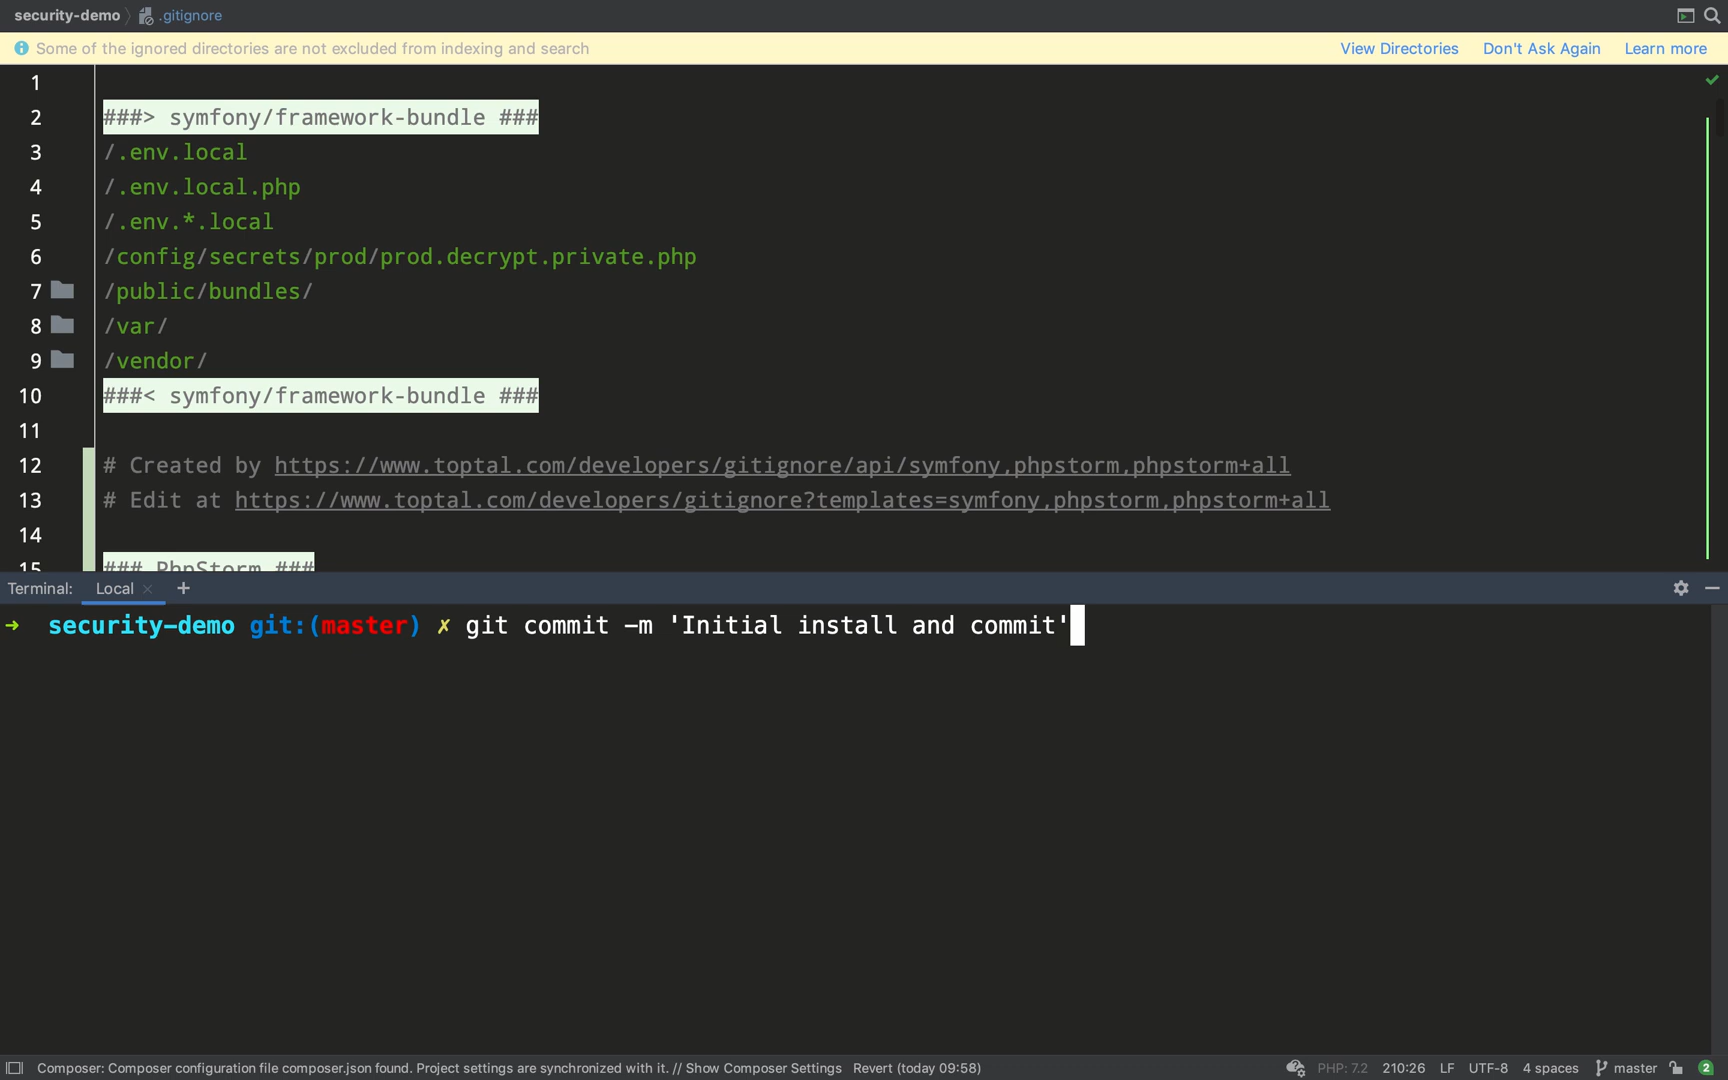 security-demo .gitignore
Some of the ignored directories are not excluded from indexing and search View Directories Don't Ask Again Learn more
1
2 ###> symfony/framework-bundle ###
3 /.env.local
4 /.env.local.php
5 /.env.*.local
6 /config/secrets/prod/prod.decrypt.private.php
7 /public/bundles/
8 /var/
9 /vendor/
10 ###< symfony/framework-bundle ###
11
12 # Created by https://www.toptal.com/developers/gitignore/api/symfony,phpstorm,phpstorm+all
13 # Edit at https://www.toptal.com/developers/gitignore?templates=symfony,phpstorm,phpstorm+all
14
15 ### PhpStorm ###
Terminal: Local × +
➜ security-demo git:(master) ✗ git commit -m 'Initial install and commit'
Composer: Composer configuration file composer.json found. Project settings are synchronized with it. // Show Composer Settings Revert (today 09:58) PHP: 7.2 210:26 LF UTF-8 4 spaces master 2